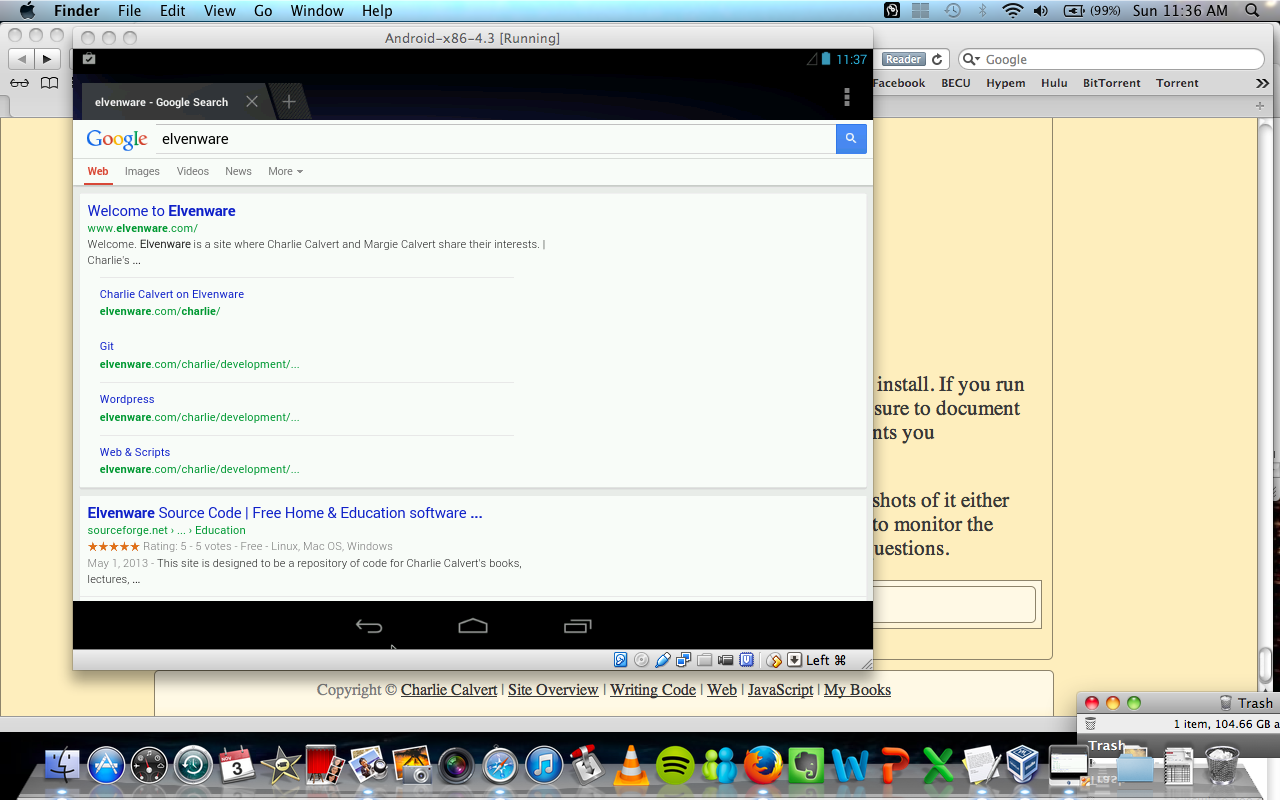 Finder File Edit View Go Window Help (99%) Sun 11:36 AM
Android-x86-4.3 [Running]
Reader
Google
11:37
Facebook BECU Hypem Hulu BitTorrent Torrent
elvenware - Google Search
Google elvenware
Web Images Videos News More
Welcome to Elvenware
www.elvenware.com/
Welcome. Elvenware is a site where Charlie Calvert and Margie Calvert share their interests. |
Charlie's ...
Charlie Calvert on Elvenware
elvenware.com/charlie/
Git
elvenware.com/charlie/development/...
Wordpress
elvenware.com/charlie/development/...
Web & Scripts
elvenware.com/charlie/development/...
Elvenware Source Code | Free Home & Education software ...
sourceforge.net › ... › Education
Rating: 5 - 5 votes - Free - Linux, Mac OS, Windows
May 1, 2013 - This site is designed to be a repository of code for Charlie Calvert's books,
lectures, ...
install. If you run
sure to document
nts you
shots of it either
to monitor the
uestions.
Left ⌘
Copyright © Charlie Calvert | Site Overview | Writing Code | Web | JavaScript | My Books
Trash
1 item, 104.66 GB a
Trash
NOV
3